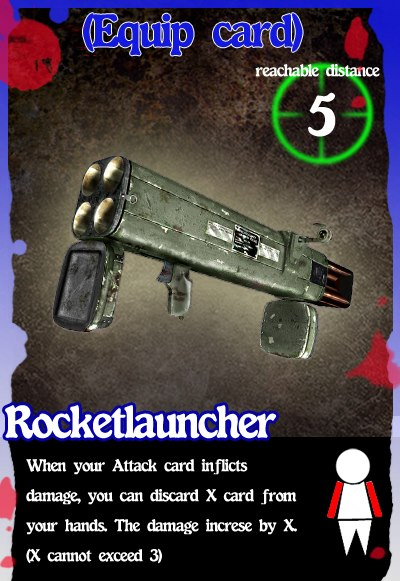 (Equip card)
reachable distance
5
Rocketlauncher
When your Attack card inflicts
damage, you can discard X card from
your hands. The damage increse by X.
(X cannot exceed 3)